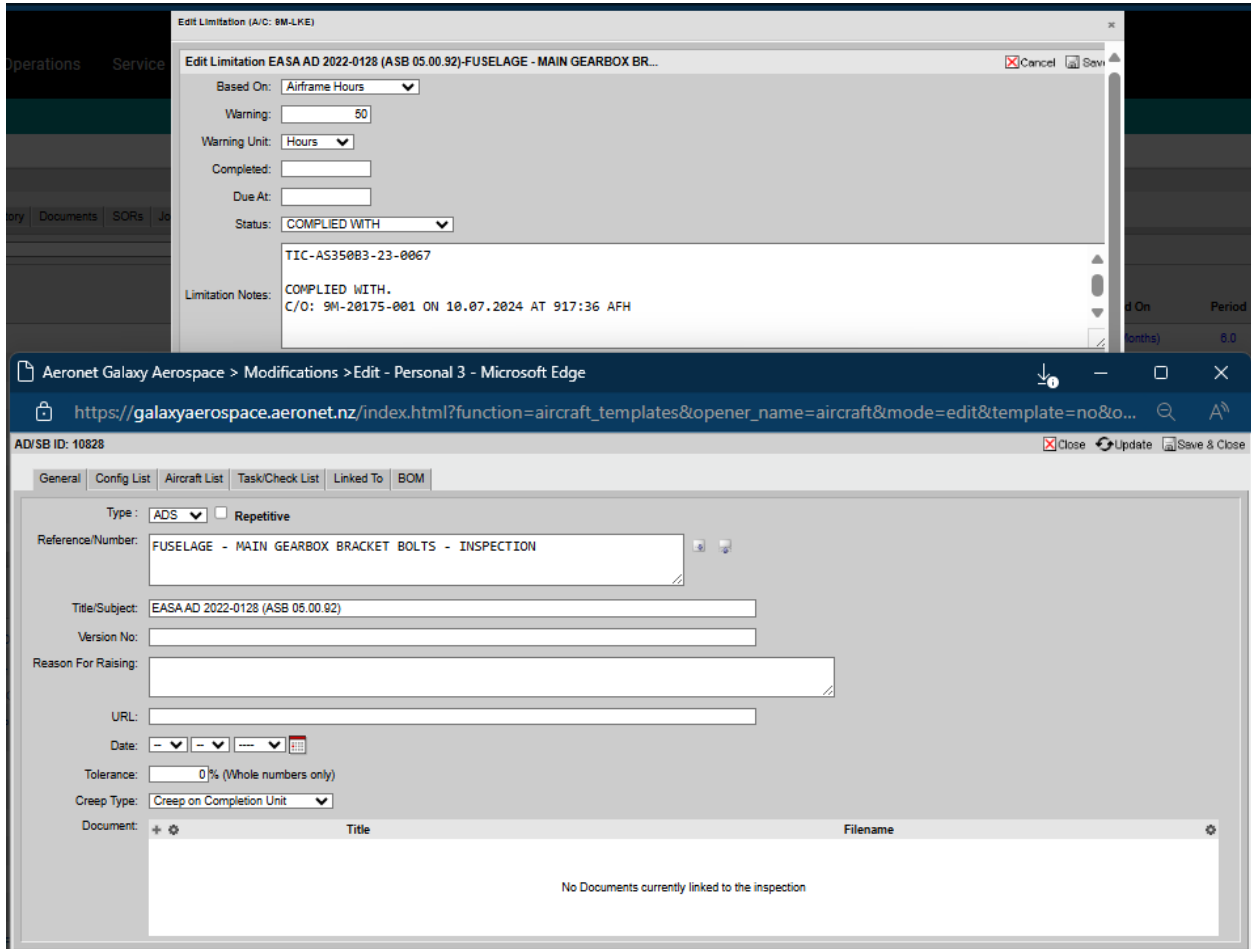 Edit Limitation (A/C: 9M-LKE)
Operations Service
Edit Limitation EASA AD 2022-0128 (ASB 05.00.92)-FUSELAGE - MAIN GEARBOX BR...
Cancel Save
Based On: Airframe Hours
Warning: 50
Warning Unit: Hours
Completed:
Due At:
Documents SORs
Status: COMPLIED WITH
Limitation Notes:
TIC-AS350B3-23-0067
COMPLIED WITH.
C/O: 9M-20175-001 ON 10.07.2024 AT 917:36 AFH
d On Period
Months) 6.0
Aeronet Galaxy Aerospace > Modifications >Edit - Personal 3 - Microsoft Edge
https://galaxyaerospace.aeronet.nz/index.html?function=aircraft_templates&opener_name=aircraft&mode=edit&template=no&o...
AD/SB ID: 10828
Close Update Save & Close
General Config List Aircraft List Task/Check List Linked To BOM
Type : ADS Repetitive
Reference/Number: FUSELAGE - MAIN GEARBOX BRACKET BOLTS - INSPECTION
Title/Subject: EASA AD 2022-0128 (ASB 05.00.92)
Version No:
Reason For Raising:
URL:
Date: -- -- ----
Tolerance: 0 % (Whole numbers only)
Creep Type: Creep on Completion Unit
Document: Title Filename
No Documents currently linked to the inspection